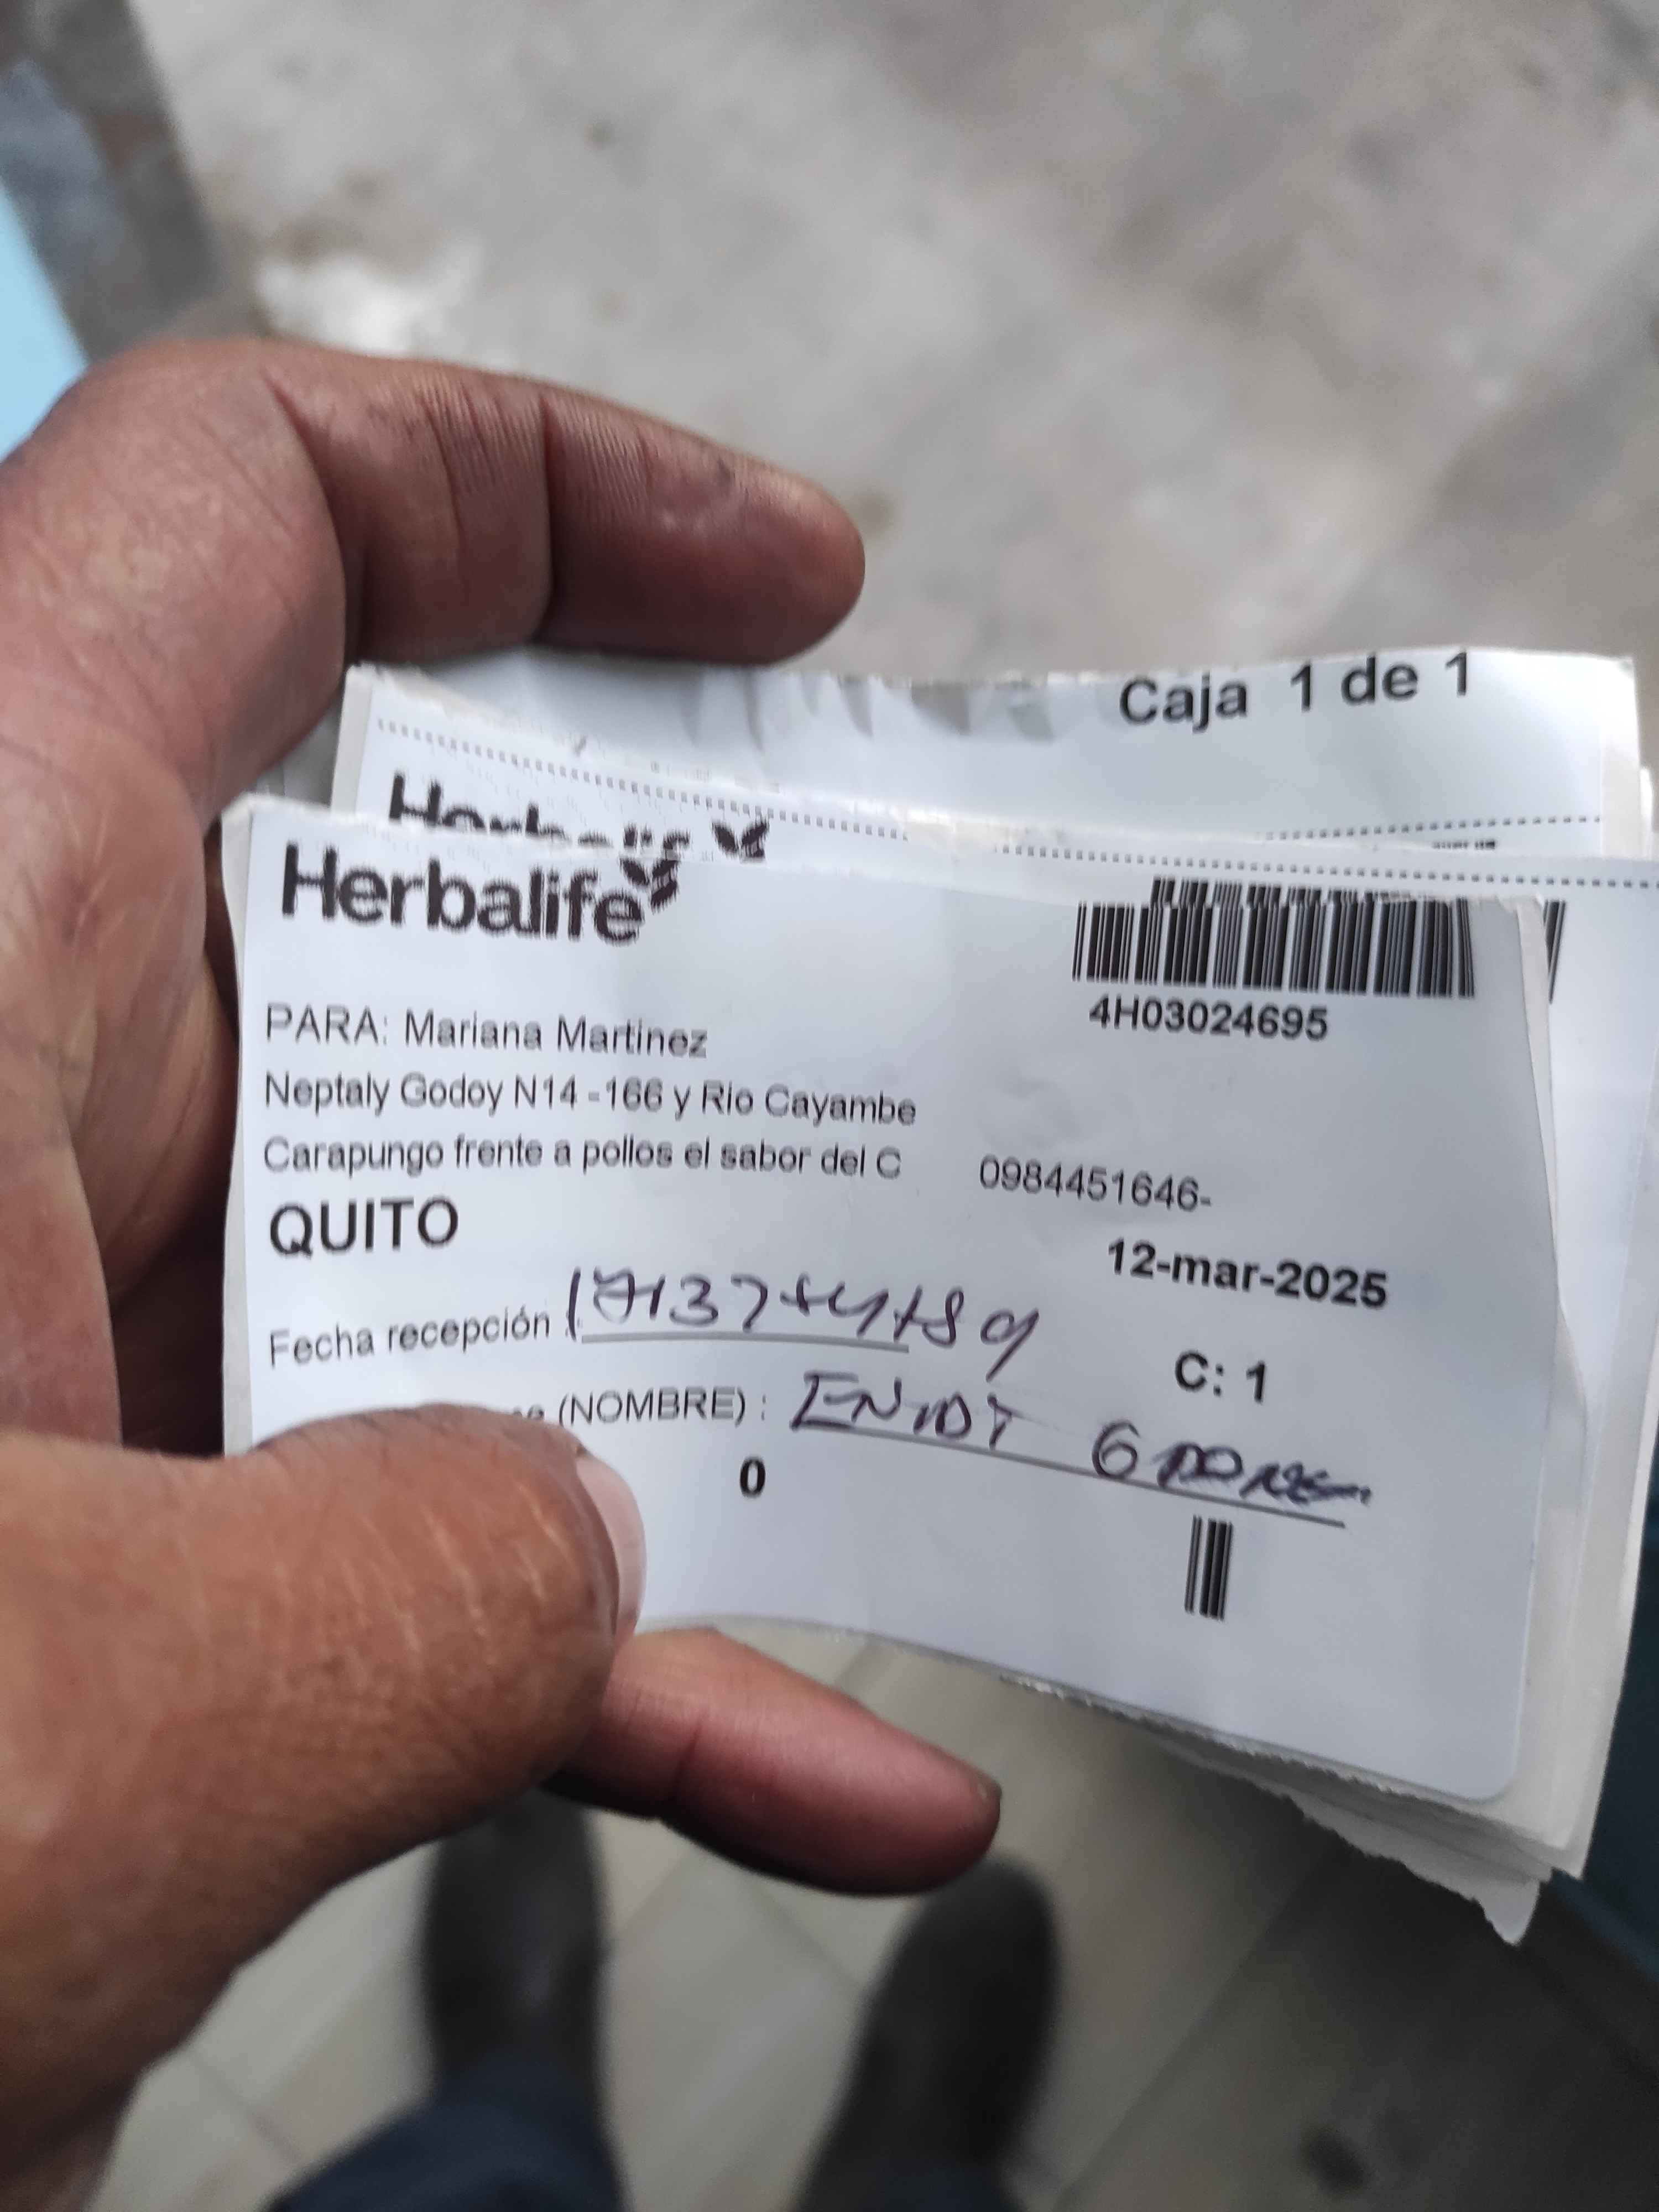 Caja 1 de 1
Herbalife
Herbalife
4H03024695
PARA: Mariana Martinez
Neptaly Godoy N14 -166 y Rio Cayambe
Carapungo frente a pollos el sabor del C 0984451646-
QUITO
12-mar-2025
Fecha recepción
C: 1
(NOMBRE) :
0